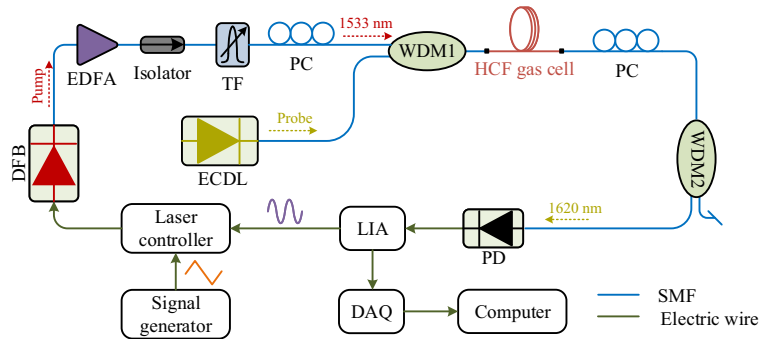 1533 nm
EDFA
Isolator
TF
PC
WDM1
HCF gas cell
PC
Pump
Probe
DFB
ECDL
WDM2
1620 nm
Laser
controller
LIA
PD
Signal
generator
DAQ
Computer
SMF
Electric wire